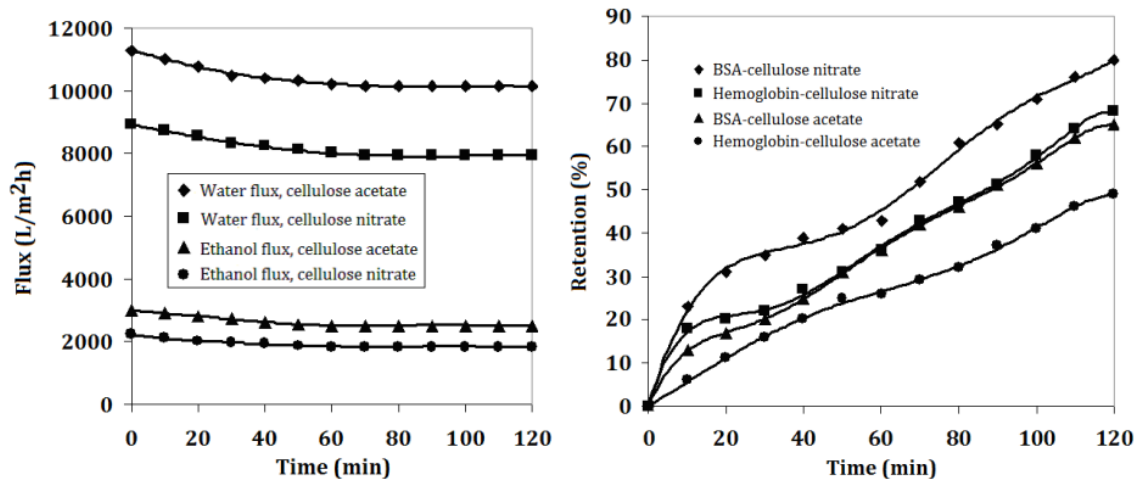 12000
10000
8000
6000
4000
2000
0
Flux (L/m²h)
Water flux, cellulose acetate
Water flux, cellulose nitrate
Ethanol flux, cellulose acetate
Ethanol flux, cellulose nitrate
0 20 40 60 80 100 120
Time (min)
90
80
70
60
50
40
30
20
10
0
Retention (%)
BSA-cellulose nitrate
Hemoglobin-cellulose nitrate
BSA-cellulose acetate
Hemoglobin-cellulose acetate
0 20 40 60 80 100 120
Time (min)